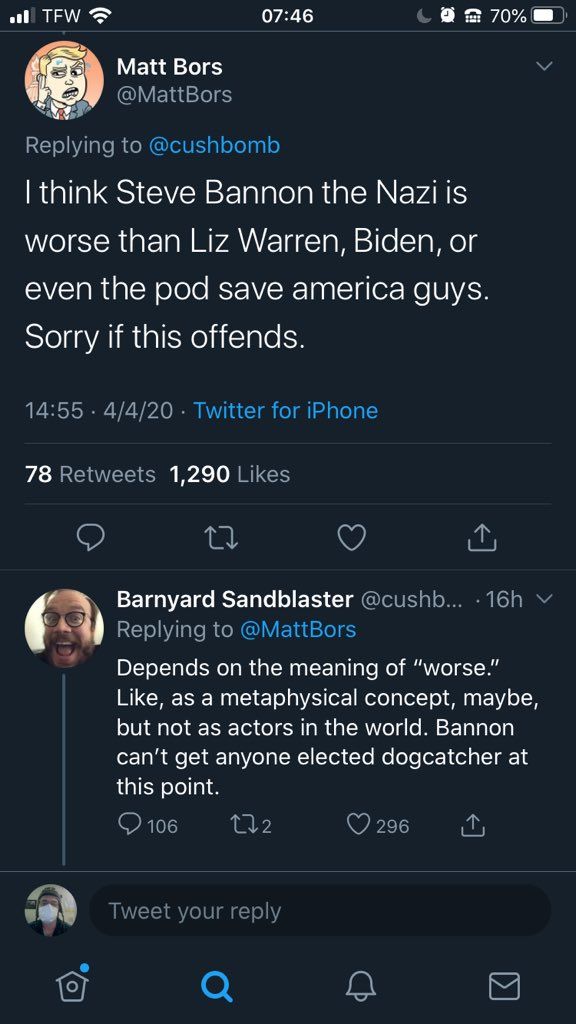 TFW 07:46 70%
Matt Bors
@MattBors
Replying to @cushbomb
I think Steve Bannon the Nazi is
worse than Liz Warren, Biden, or
even the pod save america guys.
Sorry if this offends.
14:55 · 4/4/20 · Twitter for iPhone
78 Retweets 1,290 Likes
Barnyard Sandblaster @cushb... · 16h
Replying to @MattBors
Depends on the meaning of “worse.”
Like, as a metaphysical concept, maybe,
but not as actors in the world. Bannon
can’t get anyone elected dogcatcher at
this point.
106 2 296
Tweet your reply